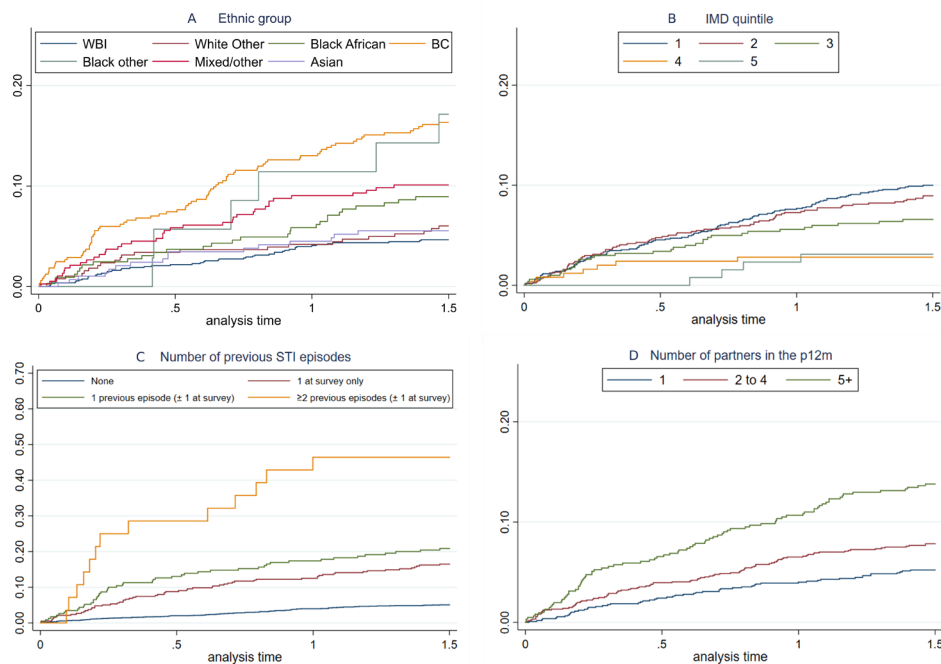 A Ethnic group
WBI White Other Black African BC
Black other Mixed/other Asian
0.20
0.10
0.00
0 .5 1 1.5
analysis time
B IMD quintile
1 2 3
4 5
0.20
0.10
0.00
0 .5 1 1.5
analysis time
C Number of previous STI episodes
None 1 at survey only
1 previous episode (± 1 at survey) ≥2 previous episodes (± 1 at survey)
0.70
0.60
0.50
0.40
0.30
0.20
0.10
0.00
0 .5 1 1.5
analysis time
D Number of partners in the p12m
1 2 to 4 5+
0.20
0.10
0.00
0 .5 1 1.5
analysis time